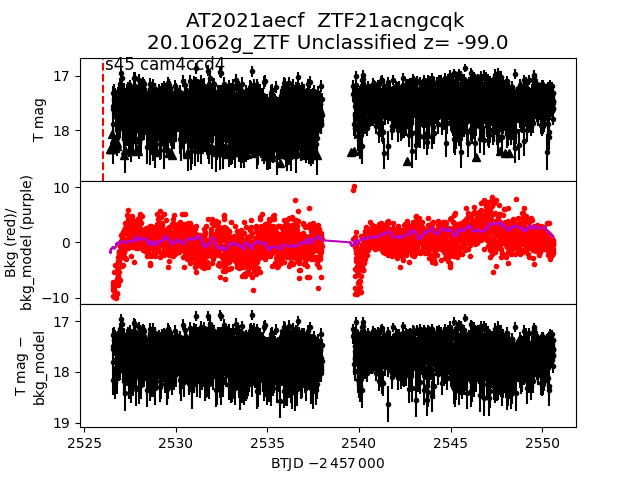 AT2021aecf  ZTF21acngcqk
20.1062g_ZTF Unclassified z= -99.0
s45 cam4ccd4
T mag
17
18
Bkg (red)/
bkg_model (purple)
10
0
−10
T mag −
bkg_model
17
18
19
2525 2530 2535 2540 2545 2550
BTJD −2 457 000